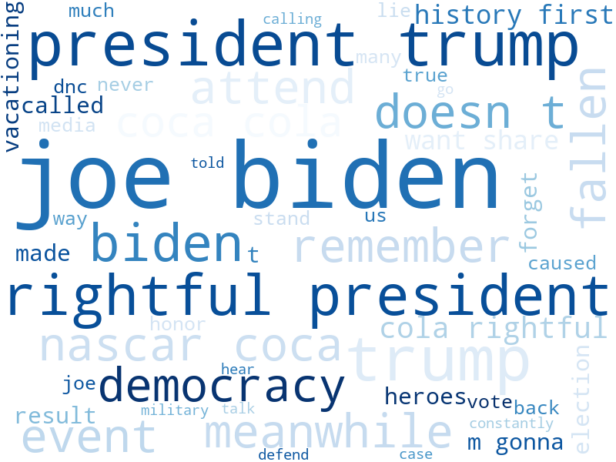 vacationing
much
calling
lie
history first
president trump
many
dnc
never
attend
true
go
called
media
coca cola
doesn t
want share
fallen
joe biden
told
way
stand
us
forget
made
biden
t
remember
caused
rightful president
honor
cola rightful
nascar coca
trump
hear
joe
democracy
heroes
vote
back
election
result
military
talk
event
meanwhile
constantly
m gonna
defend
case